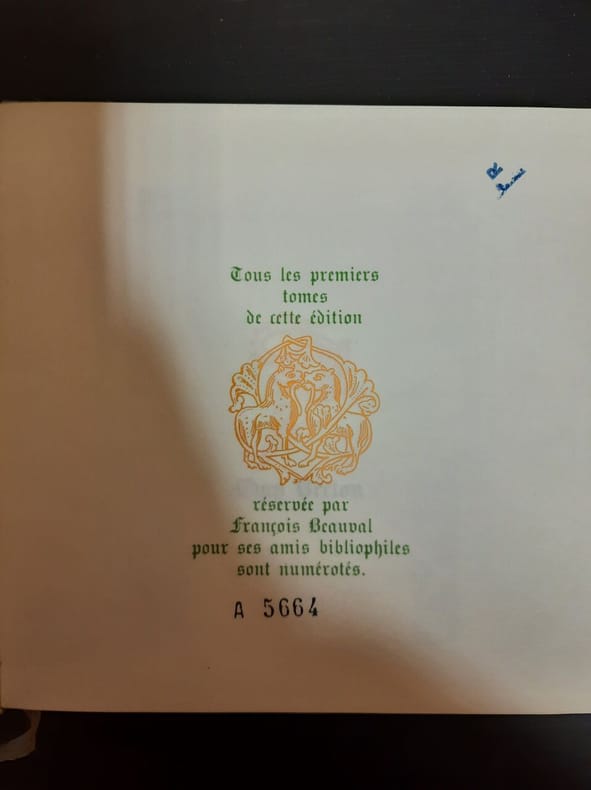 Tous les premiers
tomes
de cette édition
réservée par
François Beauval
pour ses amis bibliophiles
sont numérotés.
A 5664